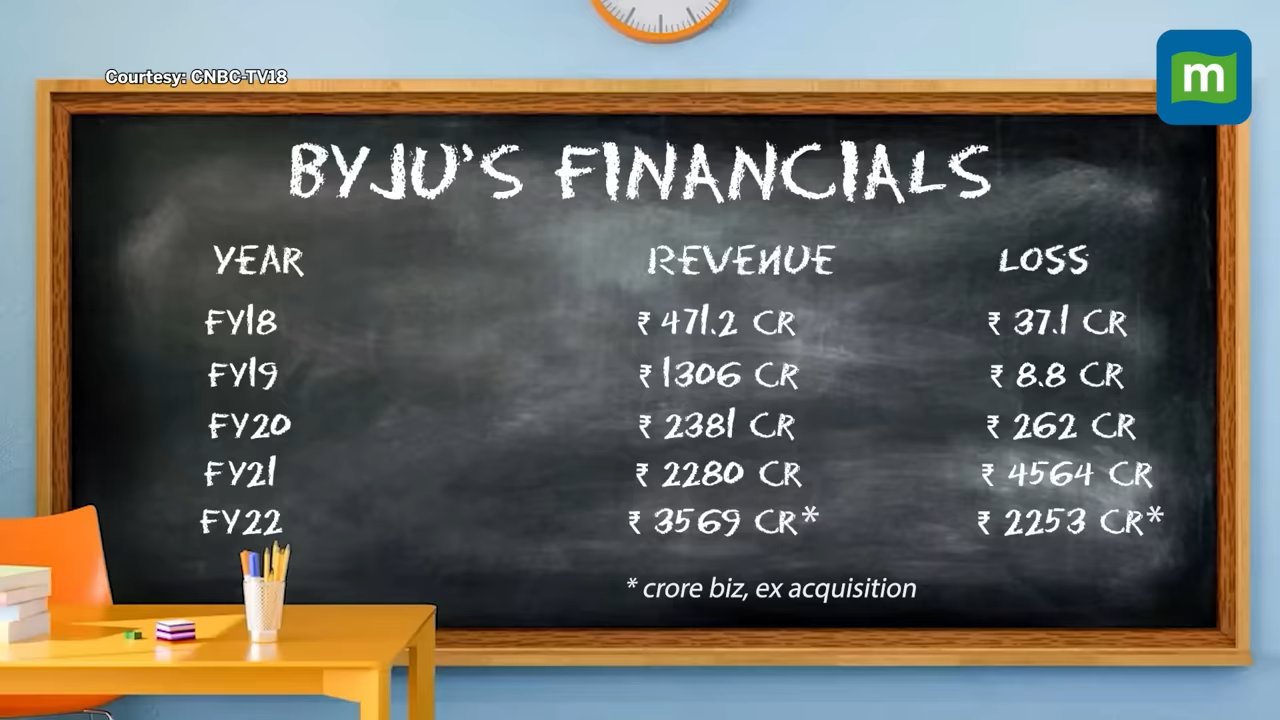 Courtesy: CNBC-TV18
m
BYJU'S FINANCIALS
YEAR REVENUE LOSS
FY18 ₹ 471.2 CR ₹ 37.1 CR
FY19 ₹ 1306 CR ₹ 8.8 CR
FY20 ₹ 2381 CR ₹ 262 CR
FY21 ₹ 2280 CR ₹ 4564 CR
FY22 ₹ 3569 CR* ₹ 2253 CR*
* crore biz, ex acquisition